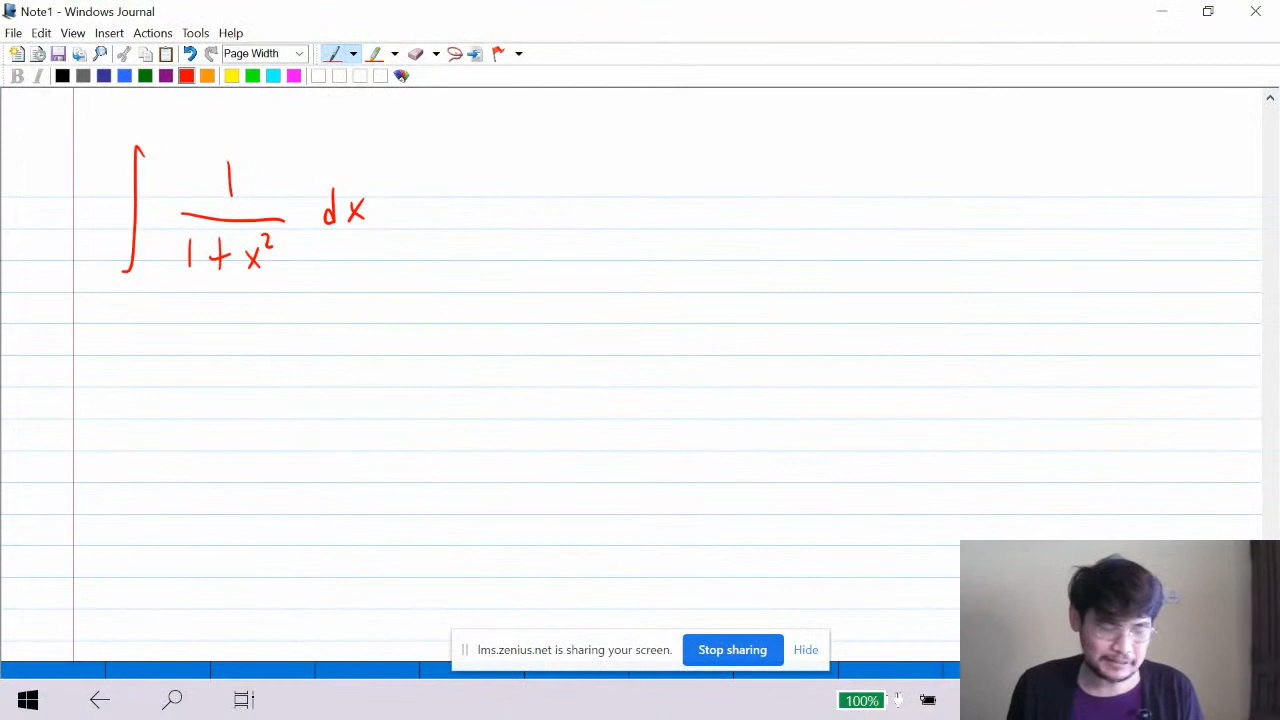 Note1 - Windows Journal
File Edit View Insert Actions Tools Help
Page Width
B I
∫ 1/(1 + x²) dx
lms.zenius.net is sharing your screen. Stop sharing Hide
100%